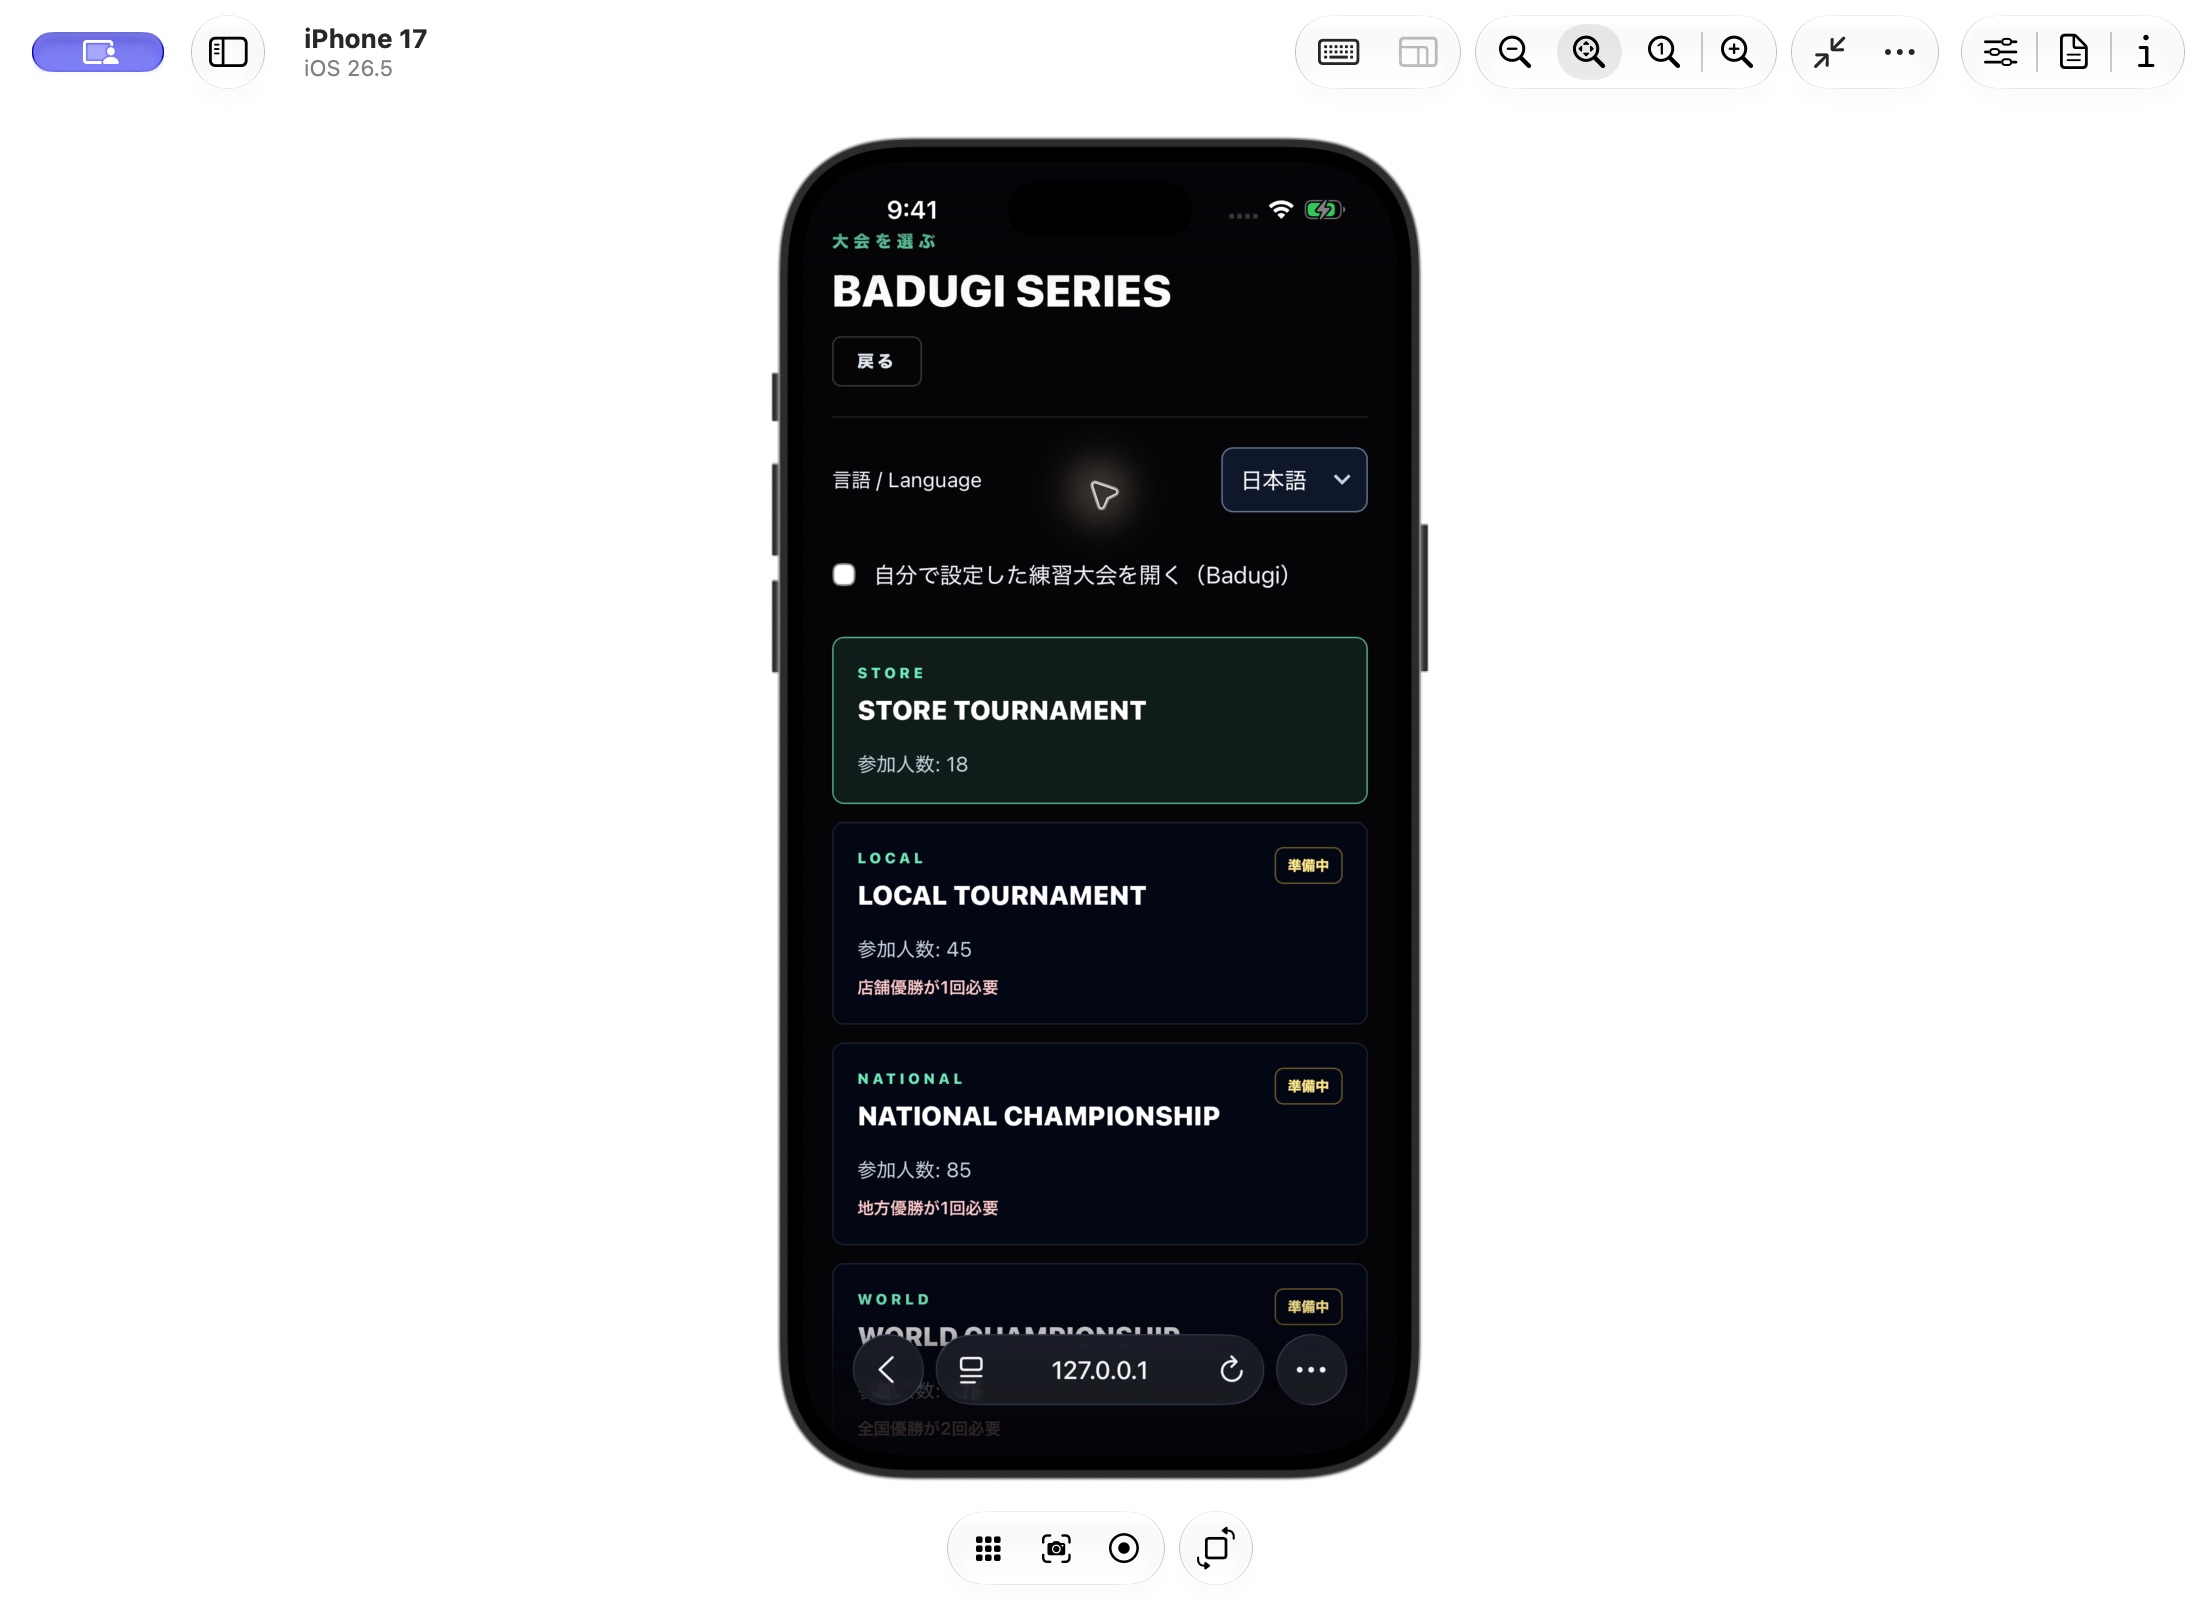 iPhone 17
iOS 26.5
9:41
大会を選ぶ
BADUGI SERIES
戻る
言語 / Language
日本語
自分で設定した練習大会を開く（Badugi）
STORE
STORE TOURNAMENT
参加人数: 18
LOCAL
準備中
LOCAL TOURNAMENT
参加人数: 45
店舗優勝が1回必要
NATIONAL
準備中
NATIONAL CHAMPIONSHIP
参加人数: 85
地方優勝が1回必要
WORLD
準備中
WORLD CHAMPIONSHIP
127.0.0.1
全国優勝が2回必要